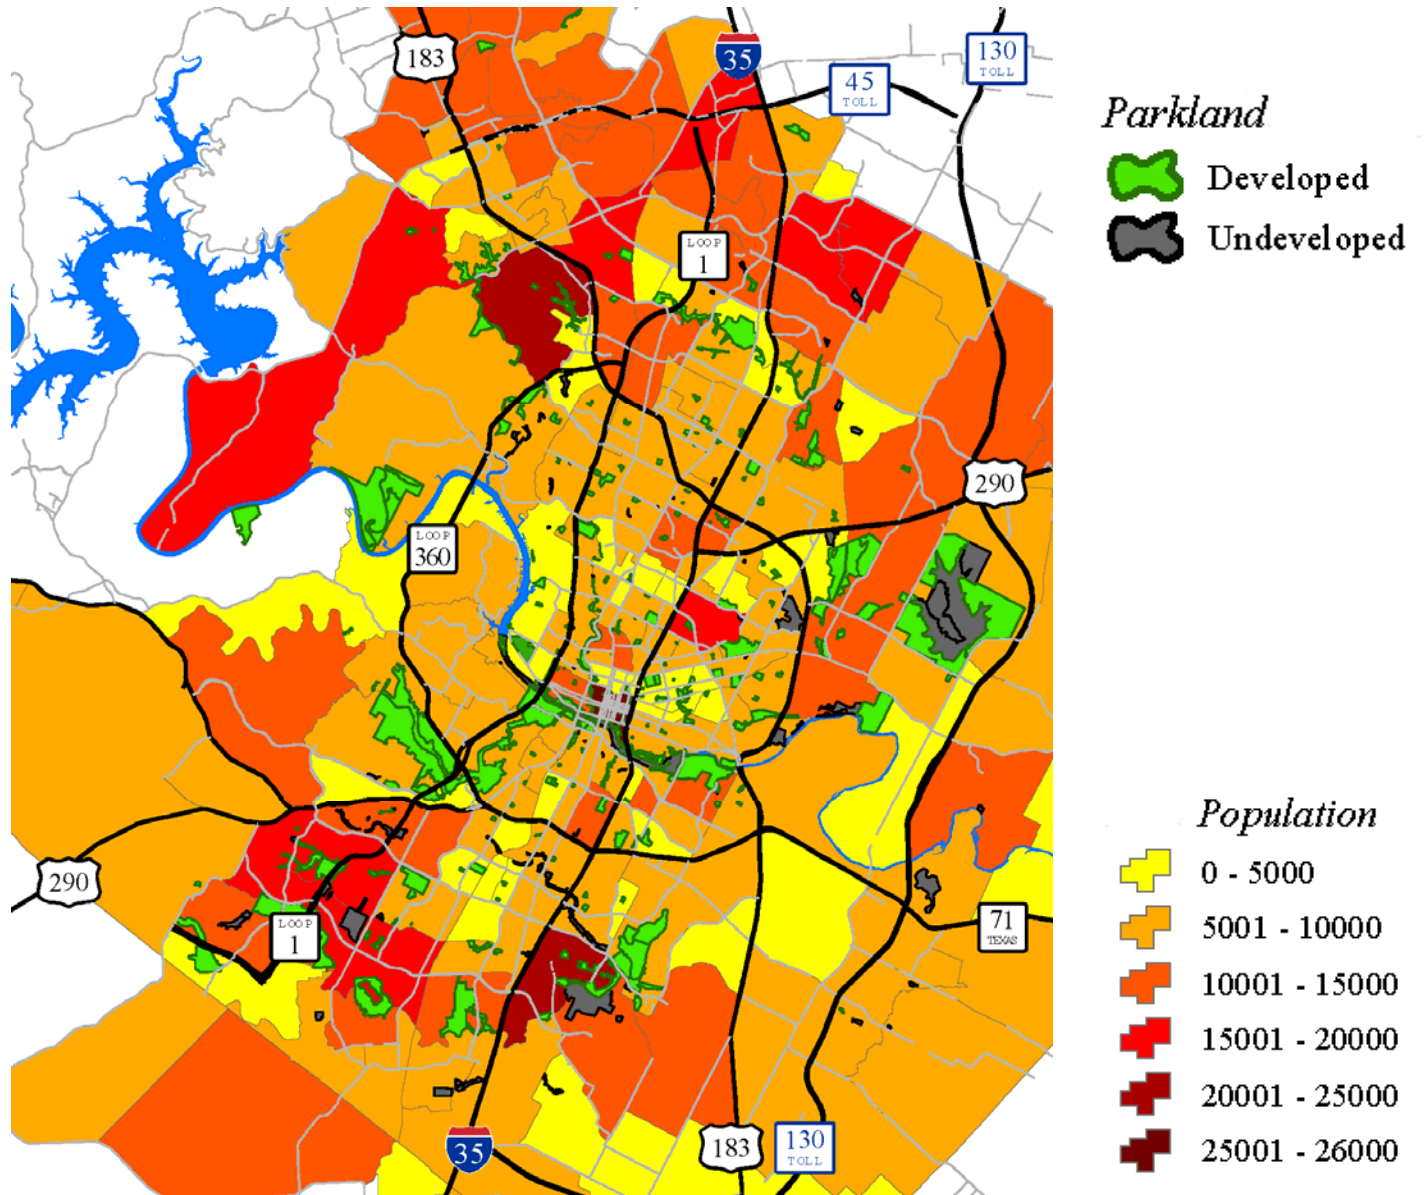 183
35
45
TOLL
130
TOLL
Parkland
Developed
Undeveloped
LOOP
1
290
LOOP
360
Population
0 - 5000
5001 - 10000
10001 - 15000
15001 - 20000
20001 - 25000
25001 - 26000
290
LOOP
1
71
TEXAS
35
183
130
TOLL